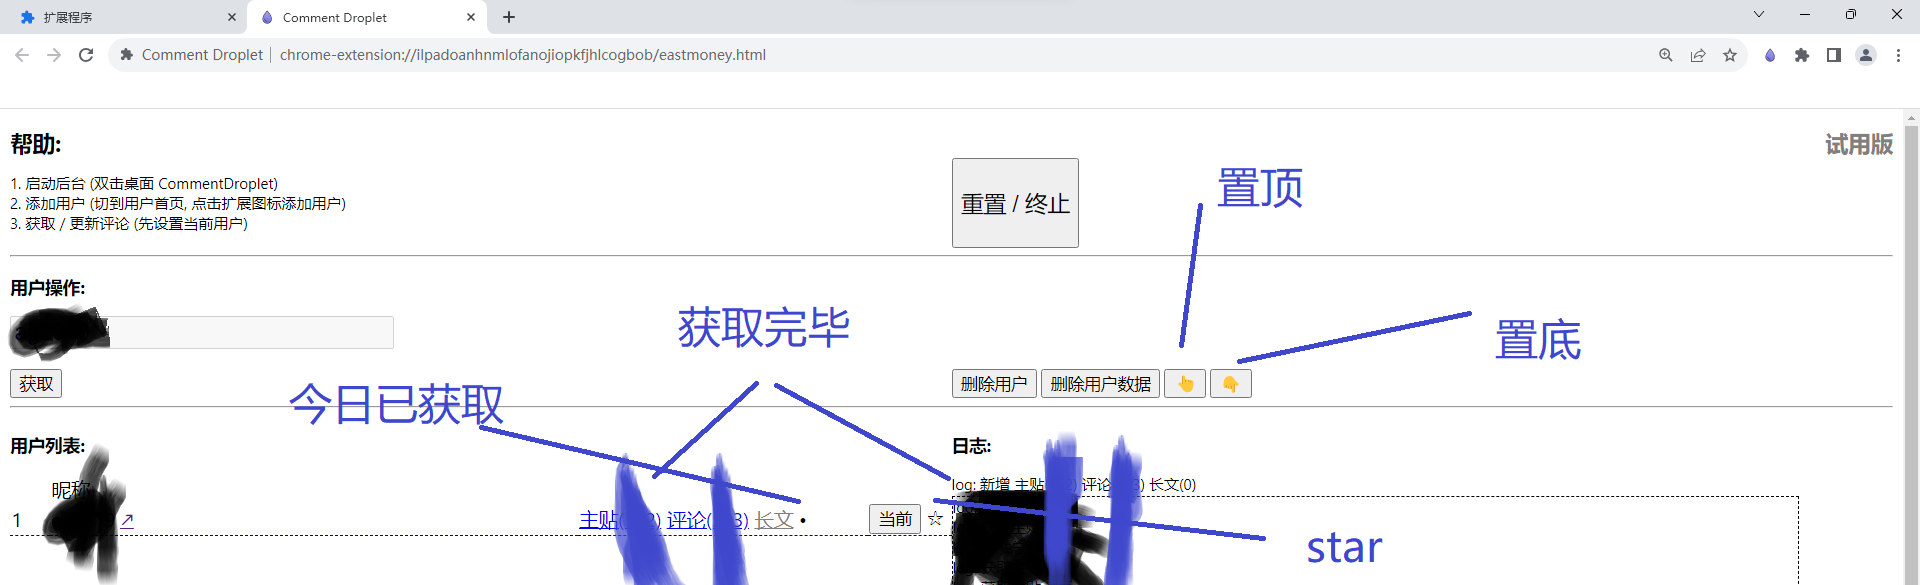 扩展程序
Comment Droplet
Comment Droplet | chrome-extension://ilpadoanhnmlofanojiopkfjhlcogbob/eastmoney.html
帮助:
试用版
1. 启动后台 (双击桌面 CommentDroplet)
2. 添加用户 (切到用户首页, 点击扩展图标添加用户)
3. 获取 / 更新评论 (先设置当前用户)
重置 / 终止
置顶
用户操作:
获取完毕
置底
获取
删除用户 删除用户数据 👆 👇
今日已获取
用户列表:
日志:
昵称
log: 新增 主贴 评论 长文(0)
1 ↗ 主贴 评论 长文 • 当前 ☆
star